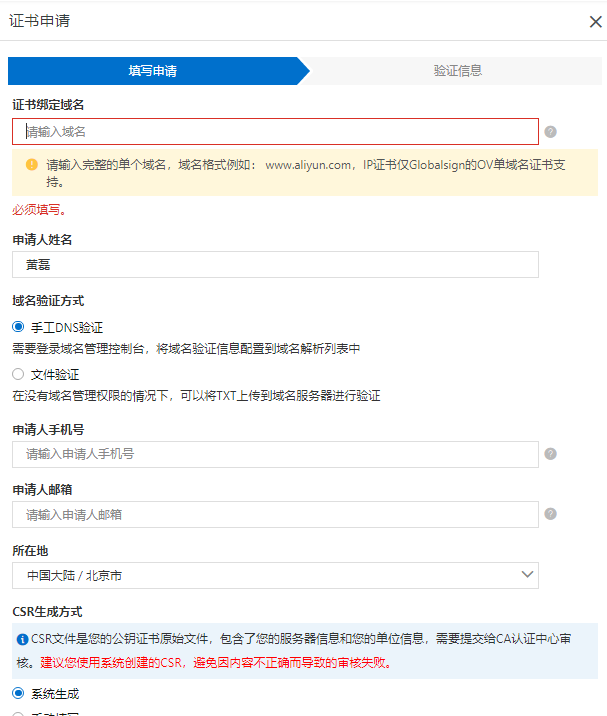 证书申请
填写申请
验证信息
证书绑定域名
请输入域名
请输入完整的单个域名，域名格式例如： www.aliyun.com，IP证书仅Globalsign的OV单域名证书支
持。
必须填写。
申请人姓名
黄磊
域名验证方式
手工DNS验证
需要登录域名管理控制台，将域名验证信息配置到域名解析列表中
文件验证
在没有域名管理权限的情况下，可以将TXT上传到域名服务器进行验证
申请人手机号
请输入申请人手机号
申请人邮箱
请输入申请人邮箱
所在地
中国大陆 / 北京市
CSR生成方式
CSR文件是您的公钥证书原始文件，包含了您的服务器信息和您的单位信息，需要提交给CA认证中心审
核。建议您使用系统创建的CSR，避免因内容不正确而导致的审核失败。
系统生成